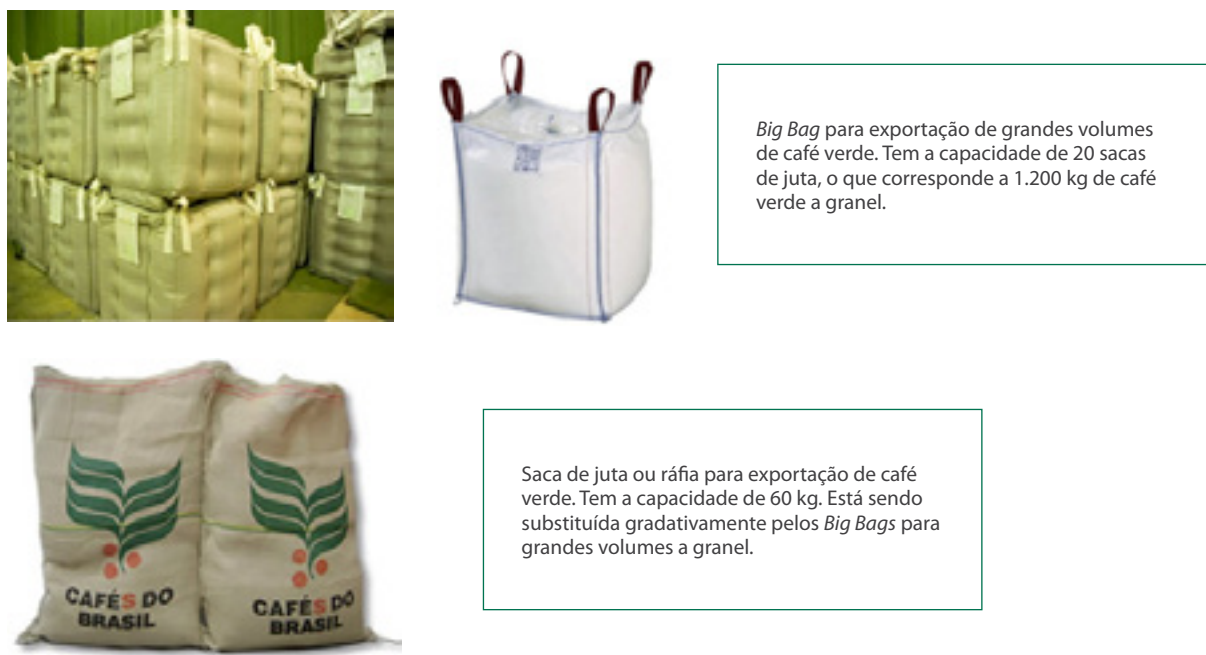 Big Bag para exportação de grandes volumes
de café verde. Tem a capacidade de 20 sacas
de juta, o que corresponde a 1.200 kg de café
verde a granel.
CAFÉS DO
BRASIL
CAFÉS DO
BRASIL
Saca de juta ou ráfia para exportação de café
verde. Tem a capacidade de 60 kg. Está sendo
substituída gradativamente pelos Big Bags para
grandes volumes a granel.